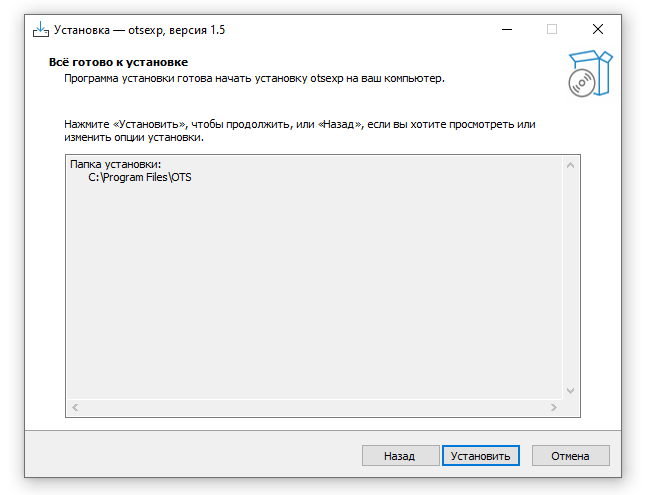 Установка — otsexp, версия 1.5
Всё готово к установке
Программа установки готова начать установку otsexp на ваш компьютер.
Нажмите «Установить», чтобы продолжить, или «Назад», если вы хотите просмотреть или
изменить опции установки.
Папка установки:
C:\Program Files\OTS
Назад
Установить
Отмена